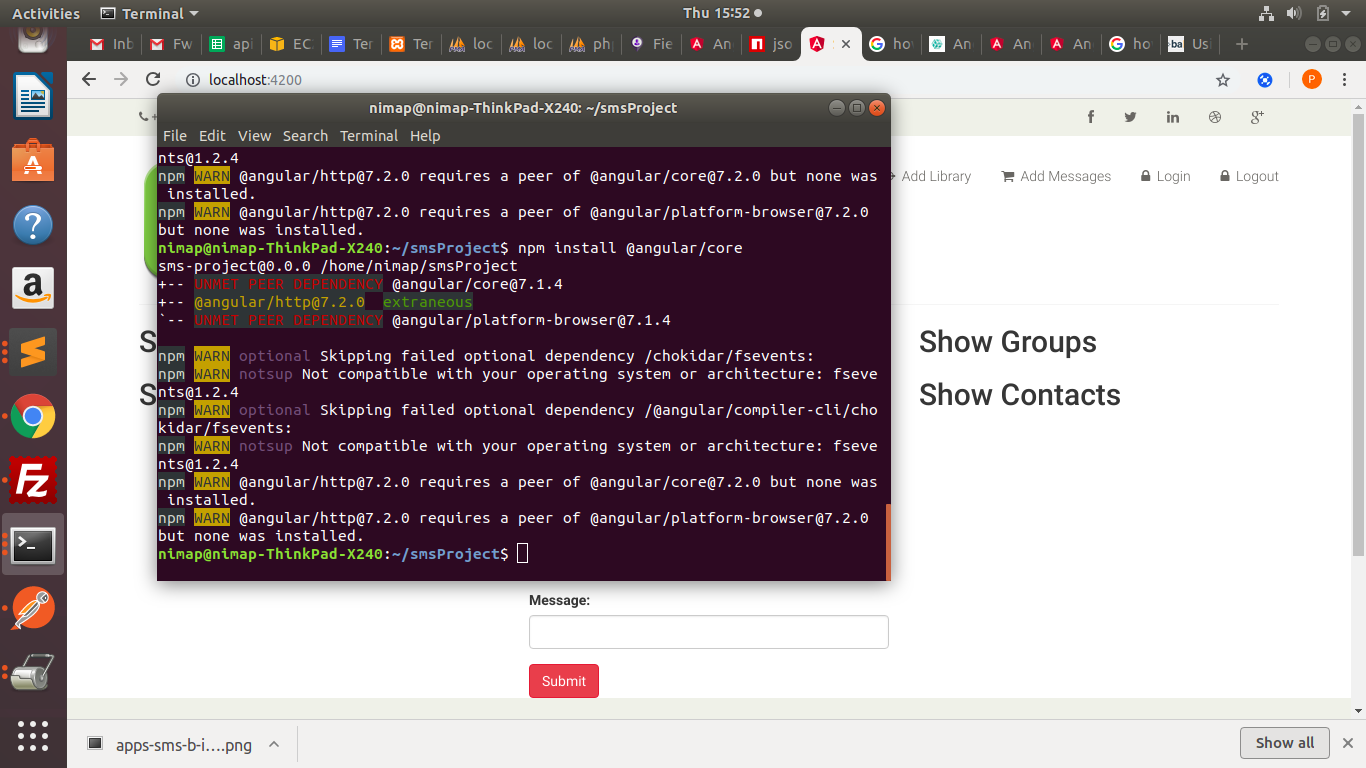 Activities Terminal Thu 15:52
Inb Fw apl EC Ter Ter loc loc ph Fie An jso ho An An An ho ba Us
localhost:4200 P
nimap@nimap-ThinkPad-X240: ~/smsProject
File Edit View Search Terminal Help
nts@1.2.4
npm WARN @angular/http@7.2.0 requires a peer of @angular/core@7.2.0 but none was
installed.
npm WARN @angular/http@7.2.0 requires a peer of @angular/platform-browser@7.2.0
but none was installed.
nimap@nimap-ThinkPad-X240:~/smsProject$ npm install @angular/core
sms-project@0.0.0 /home/nimap/smsProject
+-- UNMET PEER DEPENDENCY @angular/core@7.1.4
+-- @angular/http@7.2.0 extraneous
`-- UNMET PEER DEPENDENCY @angular/platform-browser@7.1.4
npm WARN optional Skipping failed optional dependency /chokidar/fsevents:
npm WARN notsup Not compatible with your operating system or architecture: fseve
nts@1.2.4
npm WARN optional Skipping failed optional dependency /@angular/compiler-cli/cho
kidar/fsevents:
npm WARN notsup Not compatible with your operating system or architecture: fseve
nts@1.2.4
npm WARN @angular/http@7.2.0 requires a peer of @angular/core@7.2.0 but none was
installed.
npm WARN @angular/http@7.2.0 requires a peer of @angular/platform-browser@7.2.0
but none was installed.
nimap@nimap-ThinkPad-X240:~/smsProject$
Add Library Add Messages Login Logout
Show Groups
Show Contacts
Message:
Submit
apps-sms-b-i....png Show all